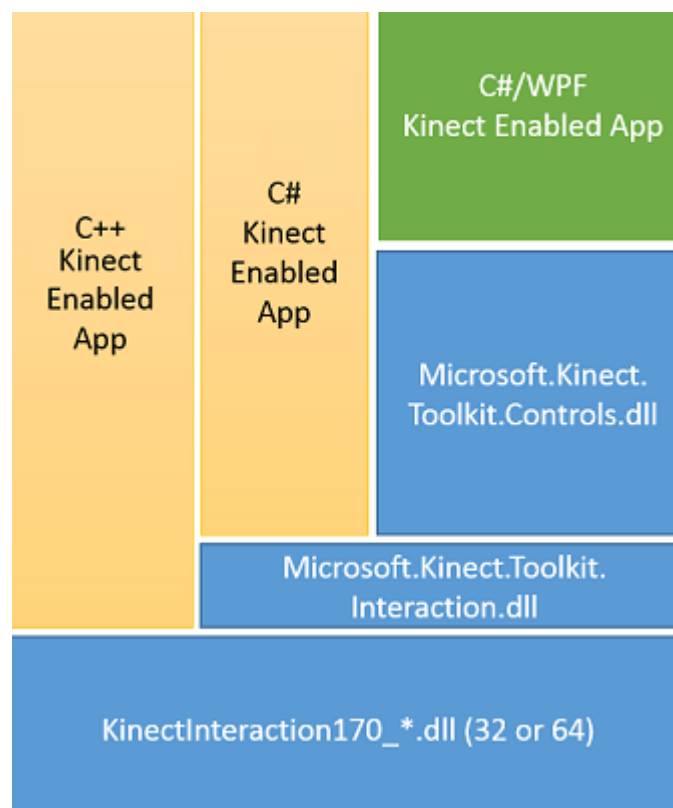 C++
Kinect
Enabled
App
C#
Kinect
Enabled
App
C#/WPF
Kinect Enabled App
Microsoft.Kinect.
Toolkit.Controls.dll
Microsoft.Kinect.Toolkit.
Interaction.dll
KinectInteraction170_*.dll (32 or 64)